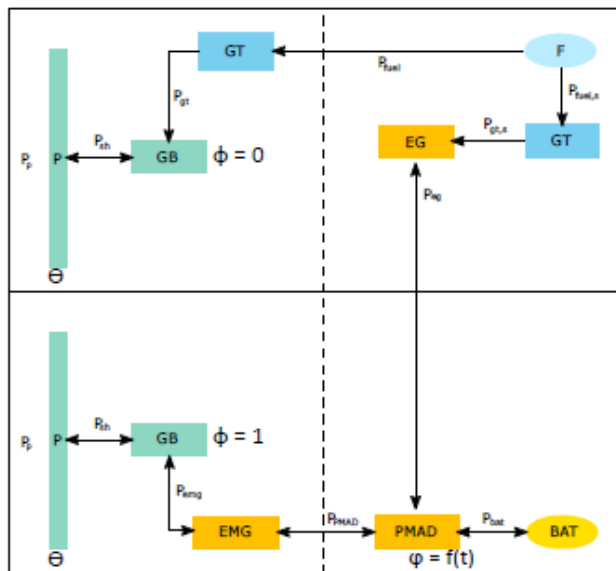 GT
P_fuel
F
P_gt
P_fuel,s
P_p
P
P_sh
GB
ϕ = 0
EG
P_gt,s
GT
P_eg
Θ
P_p
P
P_sh
GB
ϕ = 1
P_emg
EMG
P_PMAD
PMAD
P_bat
BAT
φ = f(t)
Θ